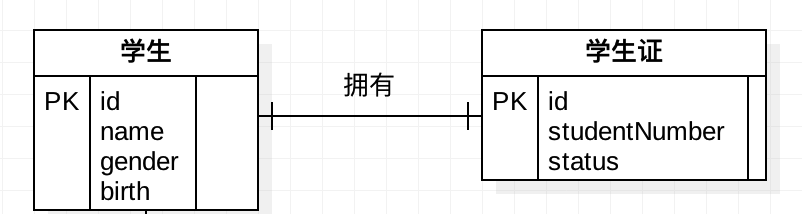 学生
PK id
name
gender
birth
拥有
学生证
PK id
studentNumber
status